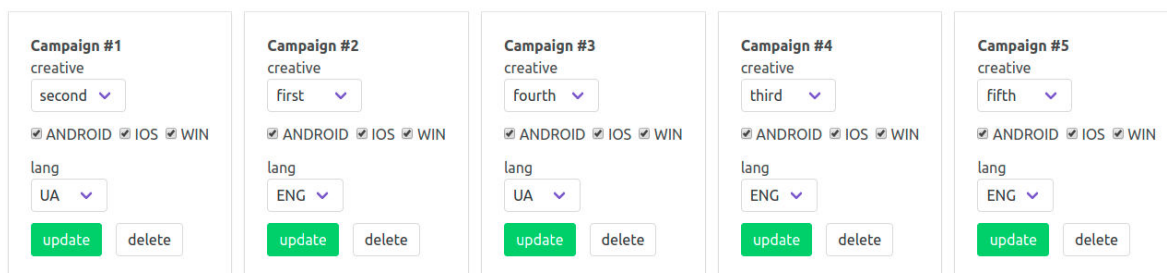 Campaign #1
creative
second
ANDROID IOS WIN
lang
UA
update delete
Campaign #2
creative
first
ANDROID IOS WIN
lang
ENG
update delete
Campaign #3
creative
fourth
ANDROID IOS WIN
lang
UA
update delete
Campaign #4
creative
third
ANDROID IOS WIN
lang
ENG
update delete
Campaign #5
creative
fifth
ANDROID IOS WIN
lang
ENG
update delete